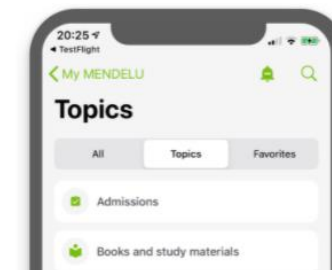 20:25
TestFlight
My MENDELU
Topics
All Topics Favorites
Admissions
Books and study materials